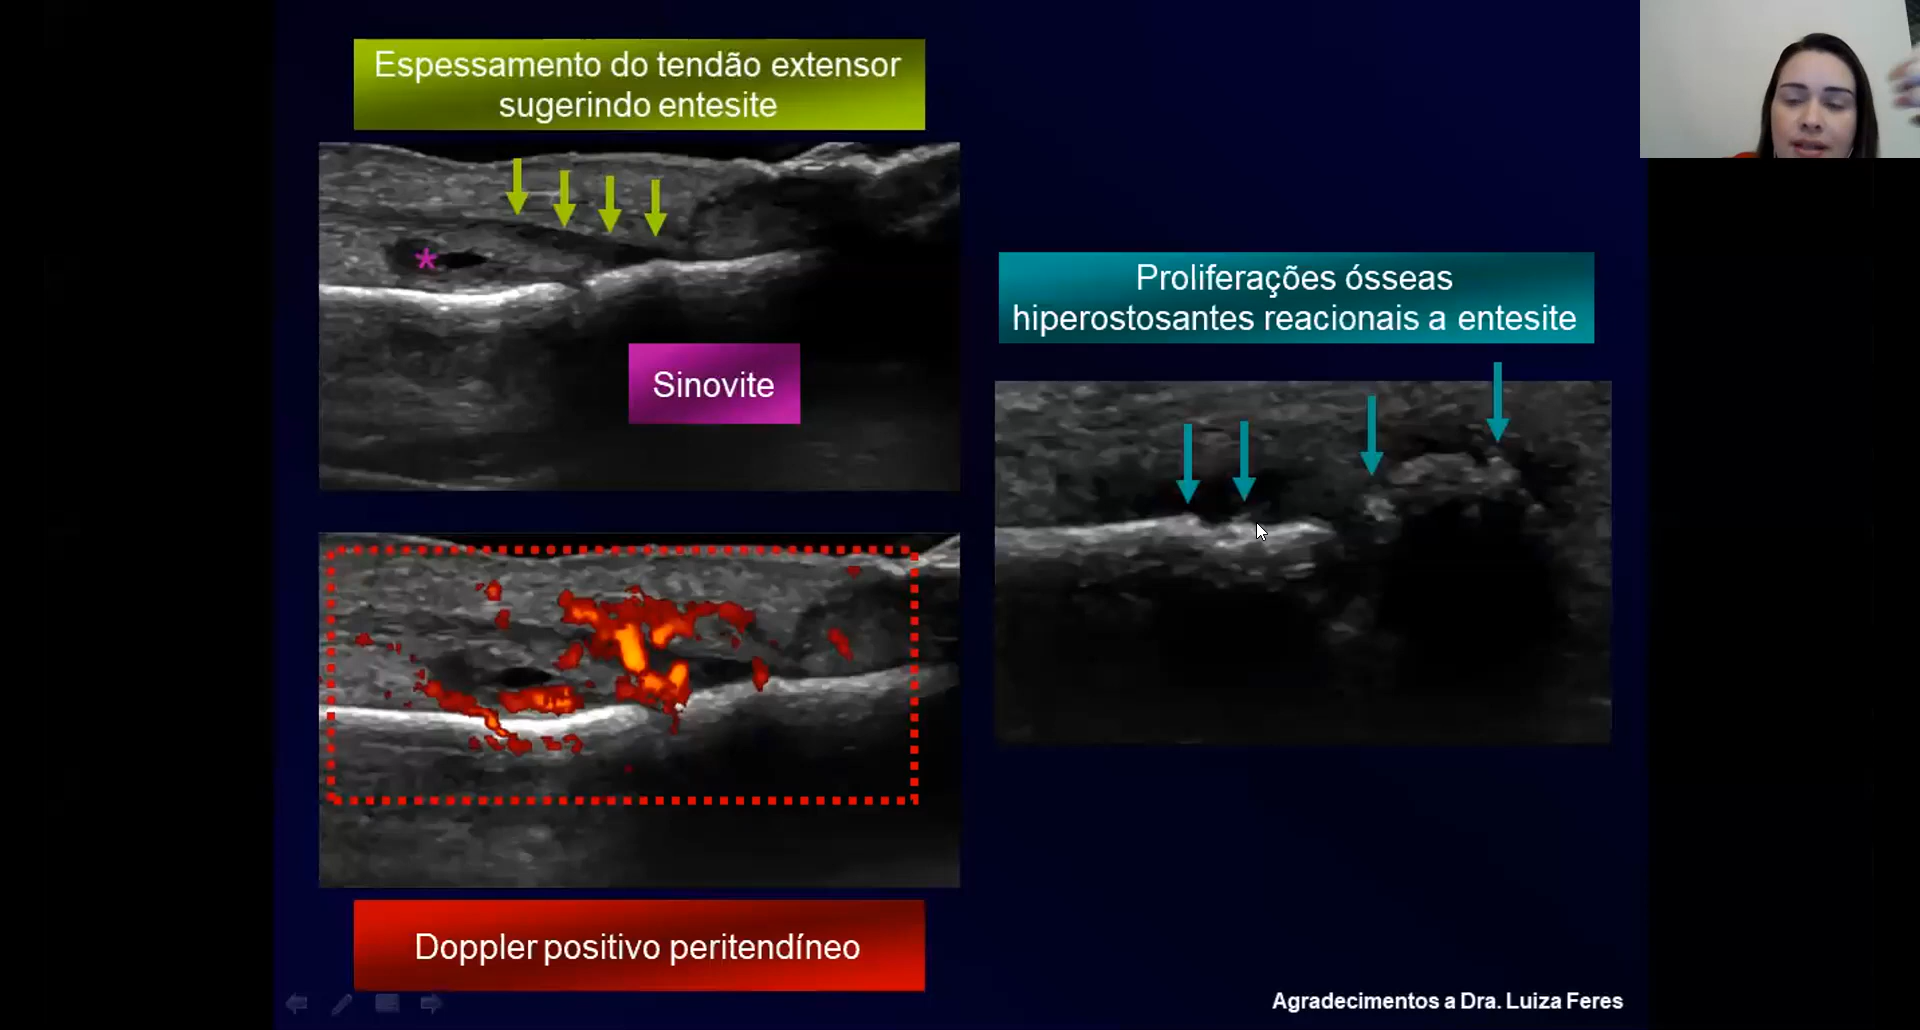 Espessamento do tendão extensor
sugerindo entesite
*
Sinovite
Doppler positivo peritendíneo
Proliferações ósseas
hiperostosantes reacionais a entesite
Agradecimentos a Dra. Luiza Feres